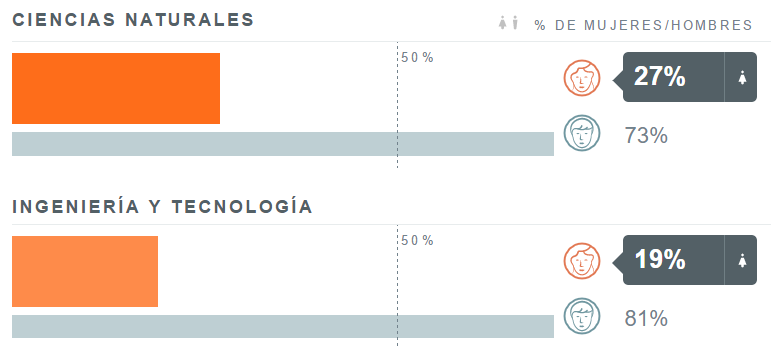 CIENCIAS NATURALES
% DE MUJERES/HOMBRES
50%
27%
73%
INGENIERÍA Y TECNOLOGÍA
50%
19%
81%